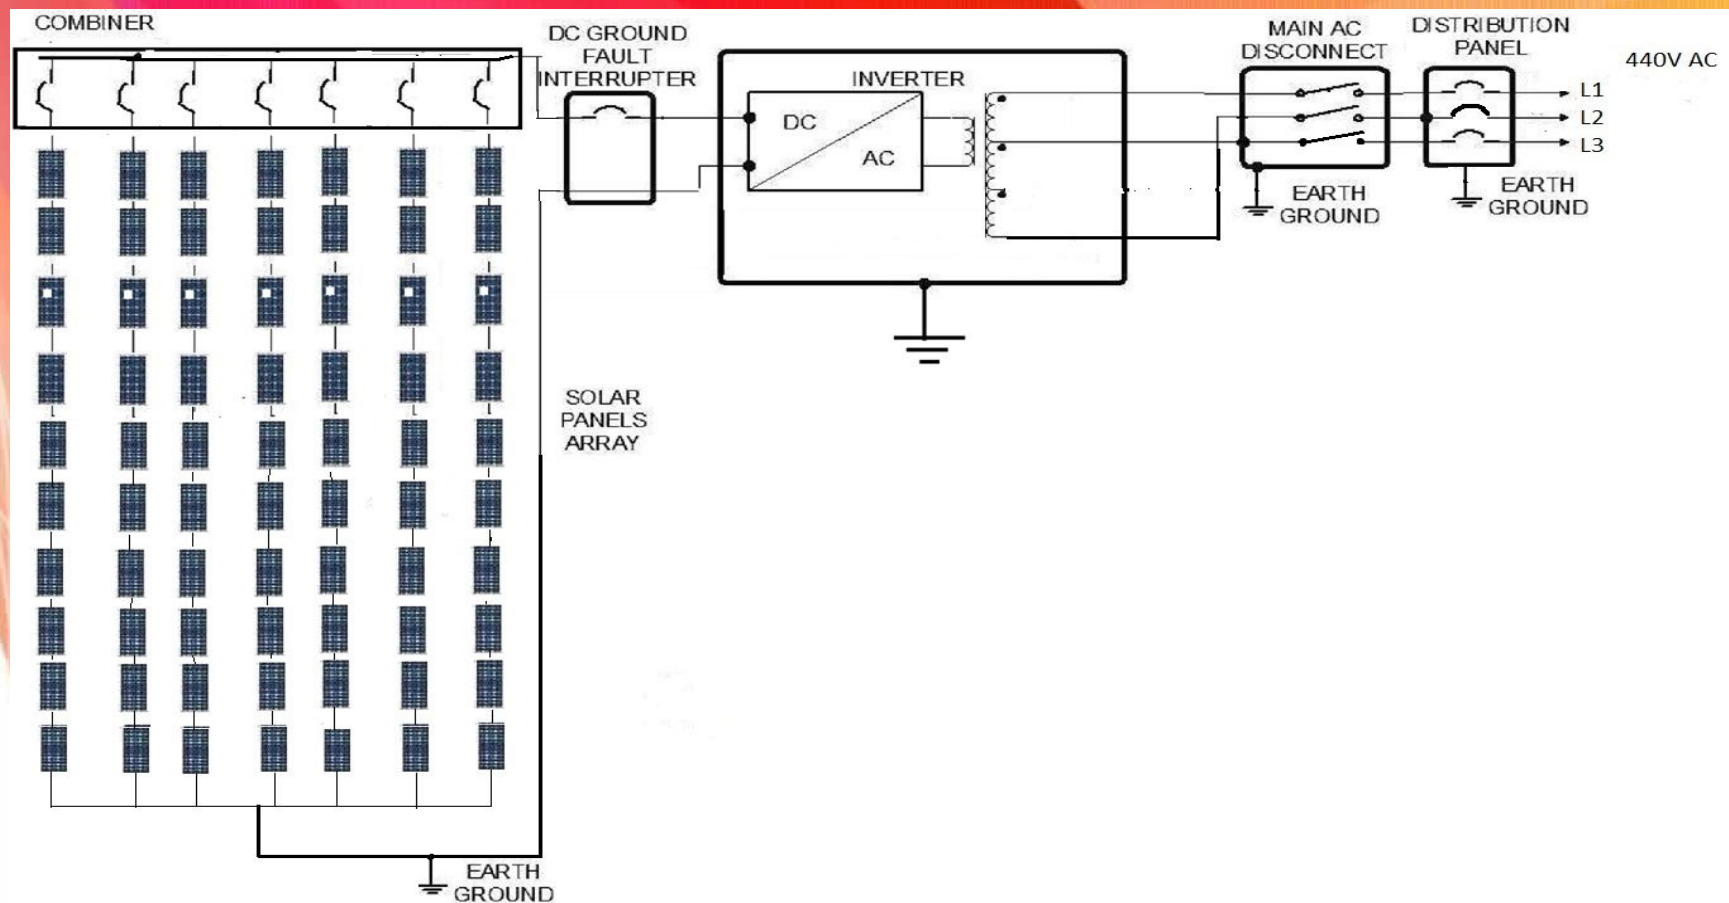 COMBINER
DC GROUND
FAULT
INTERRUPTER
INVERTER
DC
AC
MAIN AC
DISCONNECT
DISTRIBUTION
PANEL
440V AC
L1
L2
L3
EARTH
GROUND
EARTH
GROUND
SOLAR
PANELS
ARRAY
EARTH
GROUND